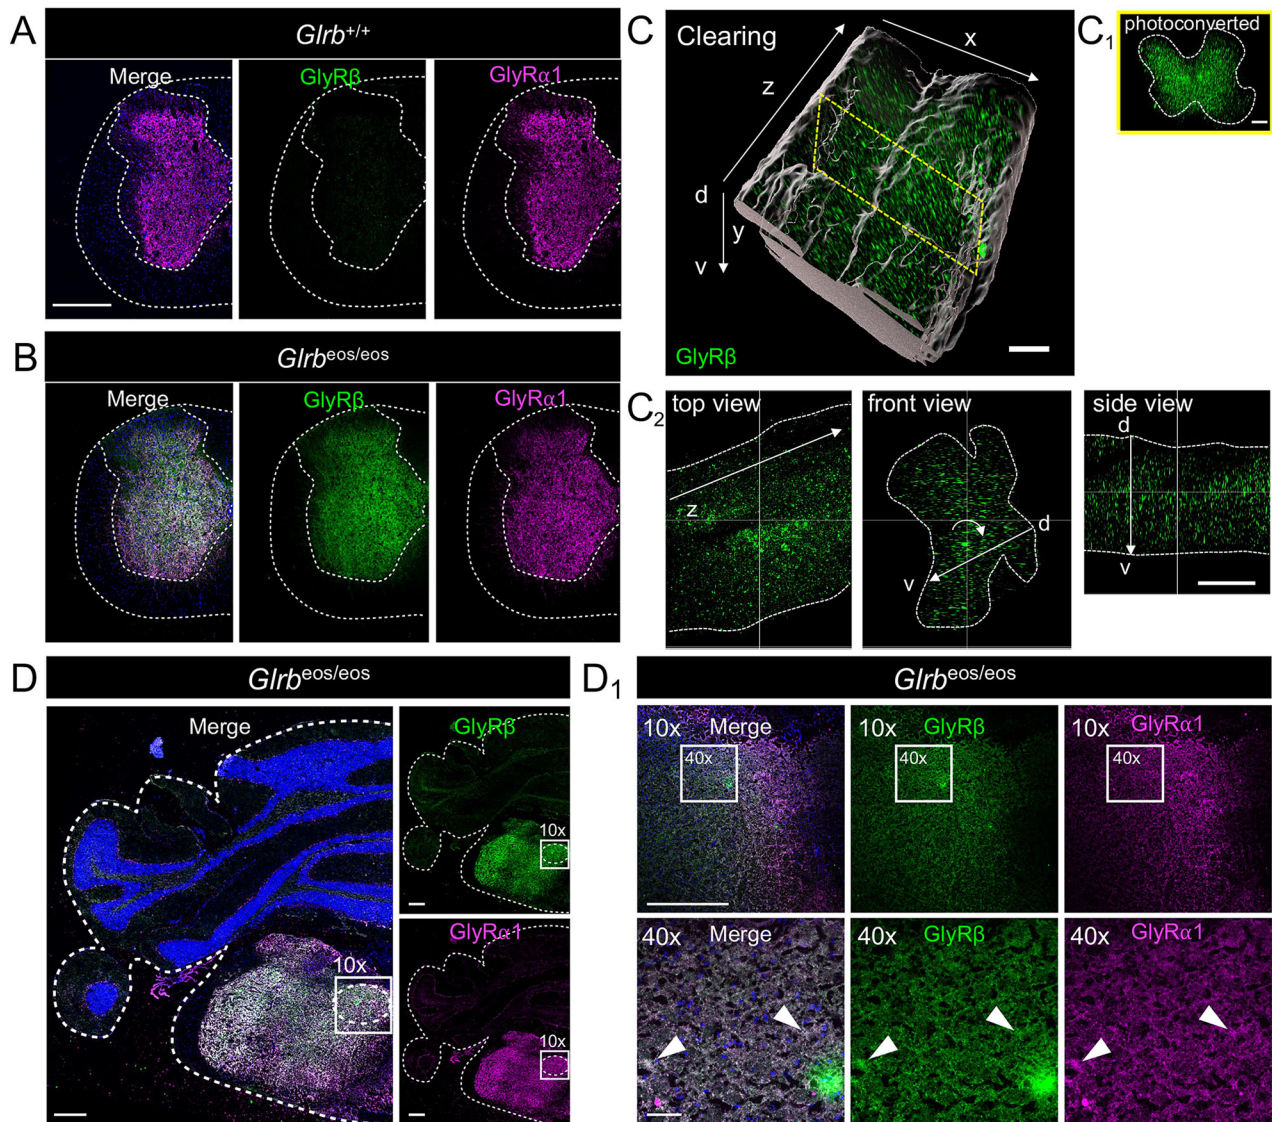 A
Glrb+/+
Merge
GlyRβ
GlyRα1
B
Glrbeos/eos
Merge
GlyRβ
GlyRα1
C
Clearing
x
z
d
y
v
GlyRβ
C1
photoconverted
C2
top view
z
front view
d
v
side view
d
v
D
Glrbeos/eos
Merge
10x
GlyRβ
10x
GlyRα1
10x
D1
Glrbeos/eos
10x
Merge
40x
10x
GlyRβ
40x
10x
GlyRα1
40x
40x
Merge
40x
GlyRβ
40x
GlyRα1